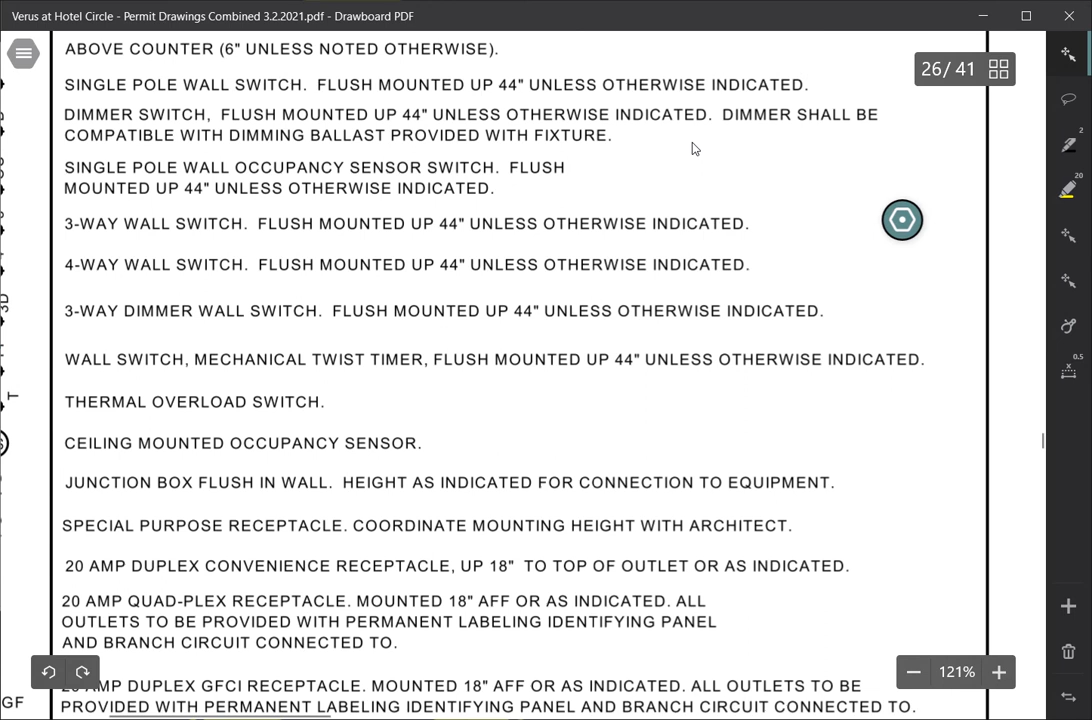 Verus at Hotel Circle - Permit Drawings Combined 3.2.2021.pdf - Drawboard PDF
ABOVE COUNTER (6" UNLESS NOTED OTHERWISE).
26/ 41
SINGLE POLE WALL SWITCH.  FLUSH MOUNTED UP 44" UNLESS OTHERWISE INDICATED.
DIMMER SWITCH,  FLUSH MOUNTED UP 44" UNLESS OTHERWISE INDICATED.  DIMMER SHALL BE
COMPATIBLE WITH DIMMING BALLAST PROVIDED WITH FIXTURE.
2
SINGLE POLE WALL OCCUPANCY SENSOR SWITCH.  FLUSH
MOUNTED UP 44" UNLESS OTHERWISE INDICATED.
20
3-WAY WALL SWITCH.  FLUSH MOUNTED UP 44" UNLESS OTHERWISE INDICATED.
4-WAY WALL SWITCH.  FLUSH MOUNTED UP 44" UNLESS OTHERWISE INDICATED.
3D
3-WAY DIMMER WALL SWITCH.  FLUSH MOUNTED UP 44" UNLESS OTHERWISE INDICATED.
WALL SWITCH, MECHANICAL TWIST TIMER, FLUSH MOUNTED UP 44" UNLESS OTHERWISE INDICATED.
0.5
x
T
THERMAL OVERLOAD SWITCH.
CEILING MOUNTED OCCUPANCY SENSOR.
JUNCTION BOX FLUSH IN WALL.  HEIGHT AS INDICATED FOR CONNECTION TO EQUIPMENT.
SPECIAL PURPOSE RECEPTACLE. COORDINATE MOUNTING HEIGHT WITH ARCHITECT.
20 AMP DUPLEX CONVENIENCE RECEPTACLE, UP 18"  TO TOP OF OUTLET OR AS INDICATED.
20 AMP QUAD-PLEX RECEPTACLE. MOUNTED 18" AFF OR AS INDICATED. ALL
OUTLETS TO BE PROVIDED WITH PERMANENT LABELING IDENTIFYING PANEL
AND BRANCH CIRCUIT CONNECTED TO.
121%
AMP DUPLEX GFCI RECEPTACLE. MOUNTED 18" AFF OR AS INDICATED. ALL OUTLETS TO BE
GF
PROVIDED WITH PERMANENT LABELING IDENTIFYING PANEL AND BRANCH CIRCUIT CONNECTED TO.